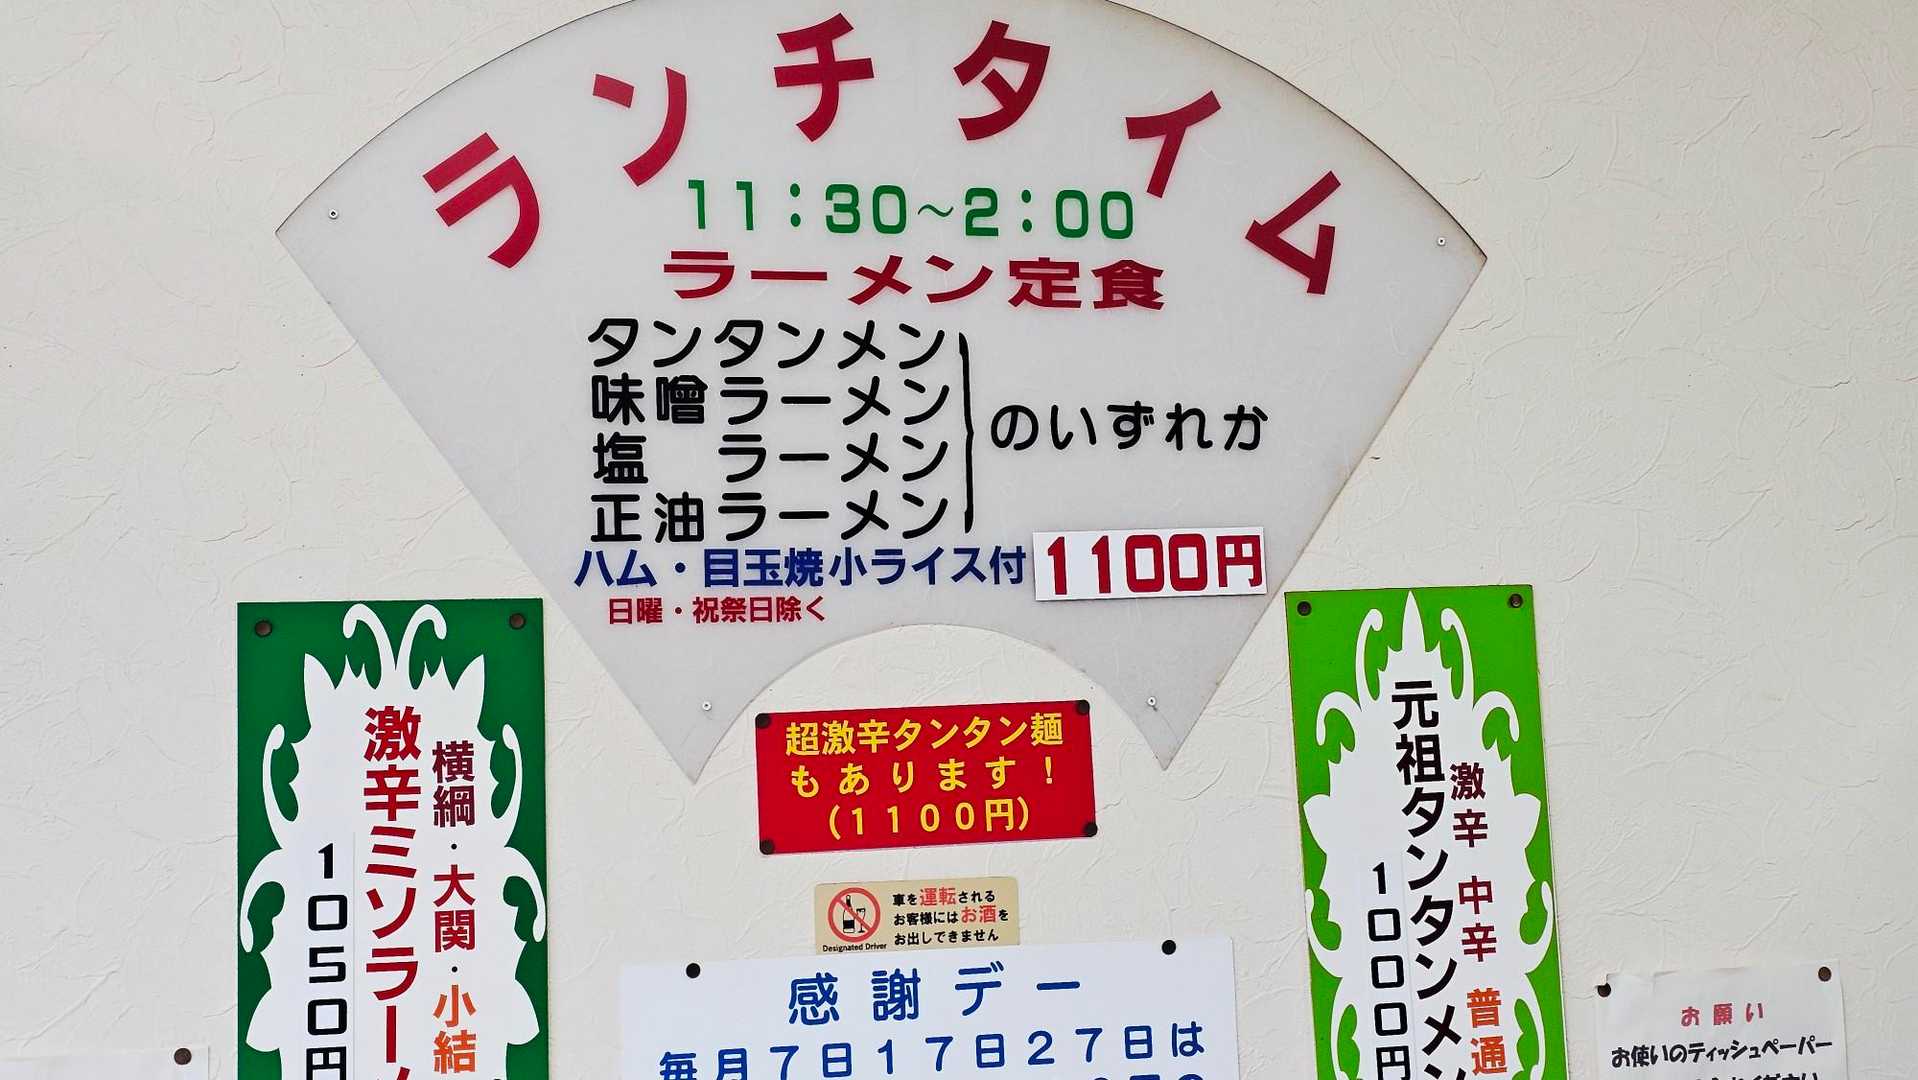 ランチタイム
11:30〜2:00
ラーメン定食
タンタンメン
味噌ラーメン
塩　ラーメン
正油ラーメン
のいずれか
ハム・目玉焼小ライス付 1100円
日曜・祝祭日除く
横綱・大関・小結
激辛ミソラー
1050円
超激辛タンタン麺
もあります!
(1100円)
車を運転される
お客様にはお酒を
お出しできません
Designated Driver
感謝デー
毎月7日17日27日は
激辛 中辛 普通
元祖タンタンメン
1000円
お願い
お使いのティッシュペーパー